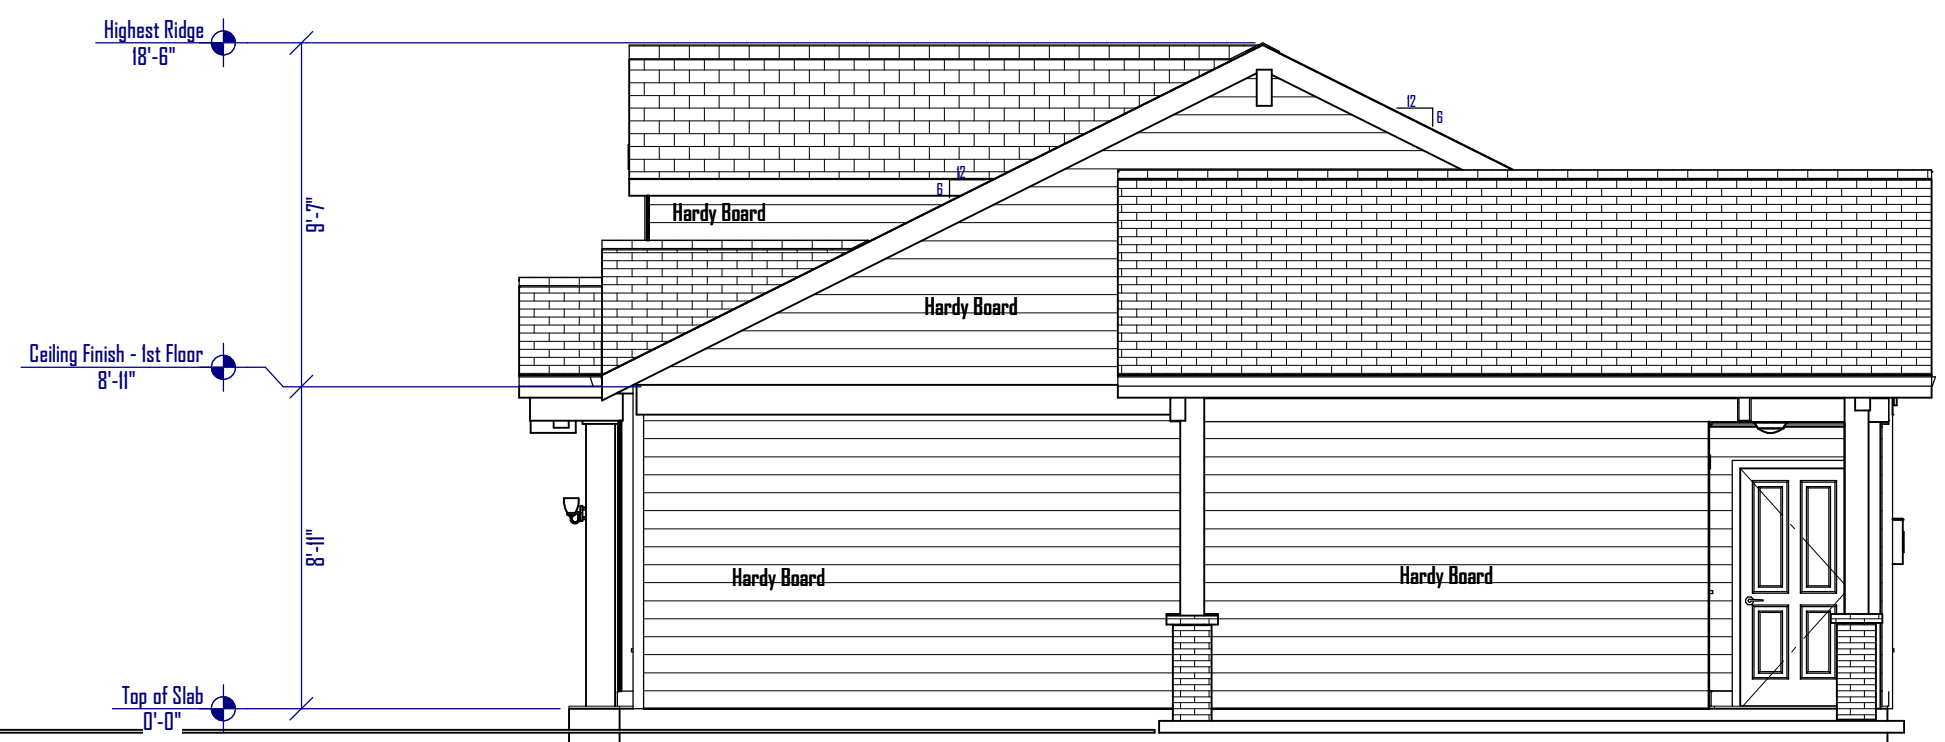 Highest Ridge
18'-6"
12
6
12
6
Hardy Board
9'-7"
Hardy Board
Ceiling Finish - 1st Floor
8'-11"
8'-11"
Hardy Board
Hardy Board
Top of Slab
0'-0"